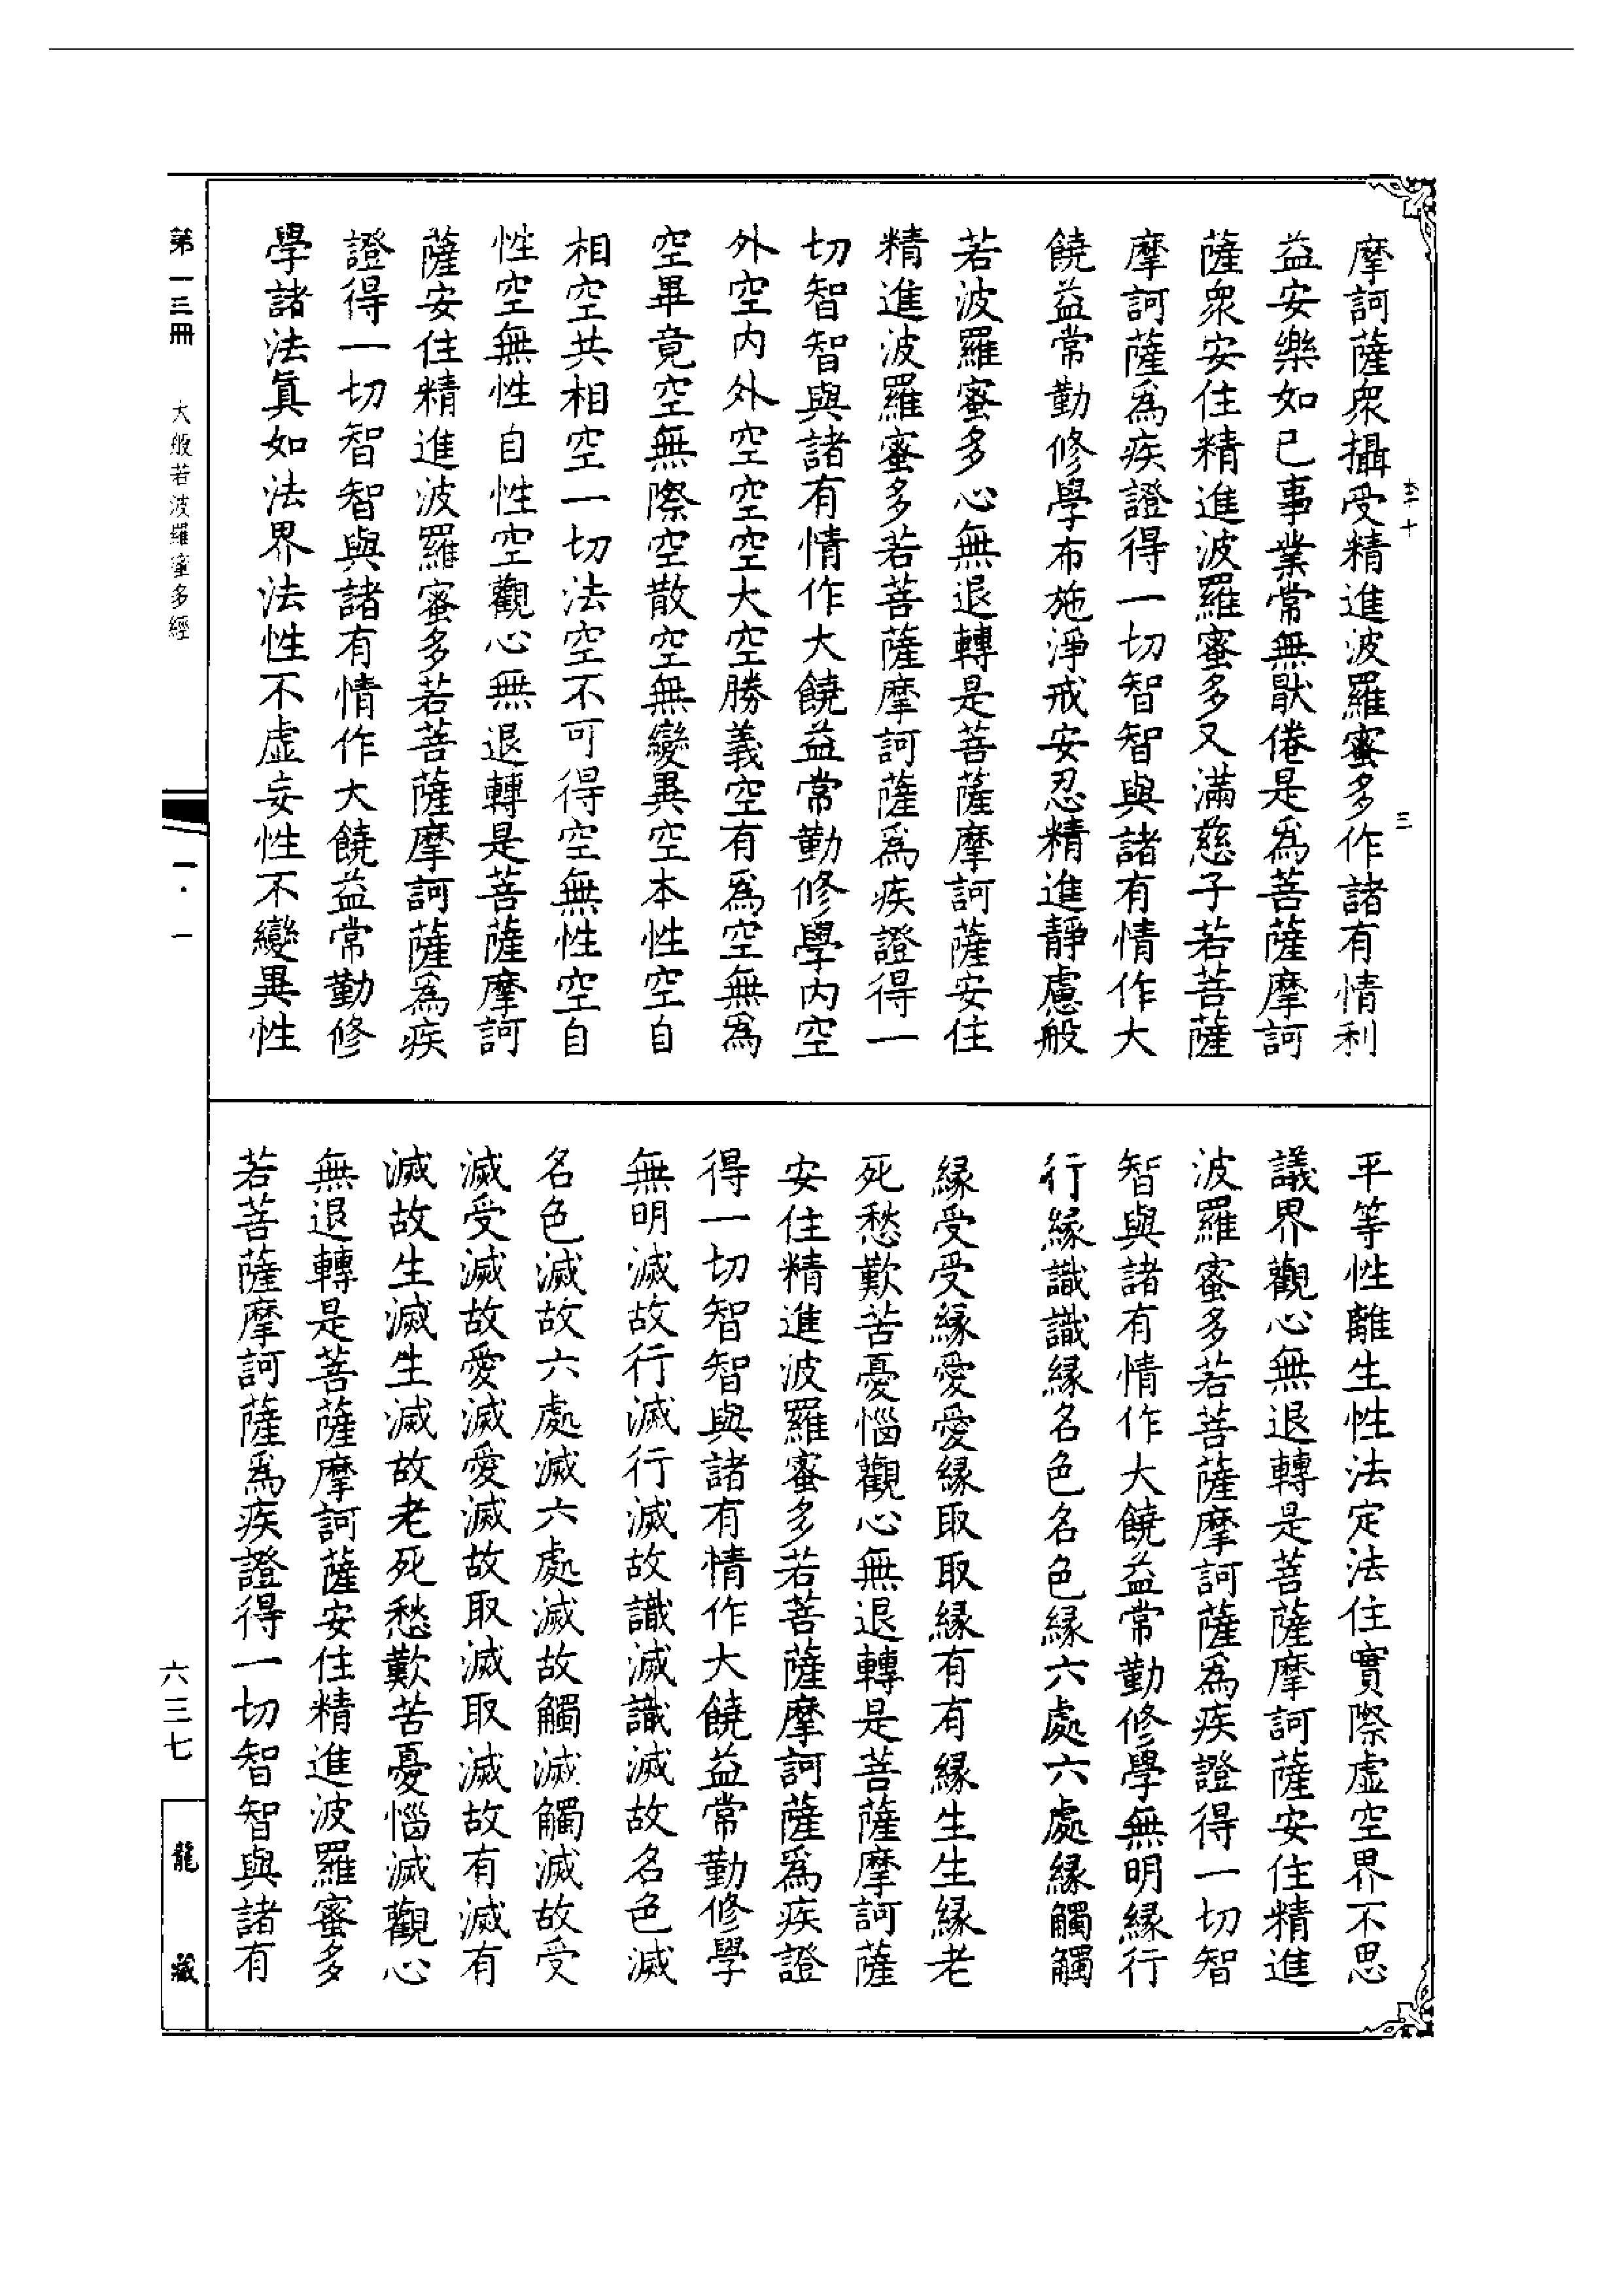 摩訶薩衆攝受精進波羅蜜多作諸有情利
益安樂如已事業常無猒倦是爲菩薩摩訶
薩衆安住精進波羅蜜多又滿慈子若菩薩
摩訶薩爲疾證得一切智智與諸有情作大
饒益常勤修學布施淨戒安忍精進靜慮般
若波羅蜜多心無退轉是菩薩摩訶薩安住
精進波羅蜜多若菩薩摩訶薩爲疾證得一
切智智與諸有情作大饒益常勤修學內空
外空內外空空空大空勝義空有爲空無爲
空畢竟空無際空散空無變異空本性空自
相空共相空一切法空不可得空無性空自
性空無性自性空觀心無退轉是菩薩摩訶
薩安住精進波羅蜜多若菩薩摩訶薩爲疾
證得一切智智與諸有情作大饒益常勤修
學諸法眞如法界法性不虛妄性不變異性
平等性離生性法定法住實際虛空界不思
議界觀心無退轉是菩薩摩訶薩安住精進
波羅蜜多若菩薩摩訶薩爲疾證得一切智
智與諸有情作大饒益常勤修學無明緣行
行緣識識緣名色名色緣六處六處緣觸觸
緣受受緣愛愛緣取取緣有有緣生生緣老
死愁歎苦憂惱觀心無退轉是菩薩摩訶薩
安住精進波羅蜜多若菩薩摩訶薩爲疾證
得一切智智與諸有情作大饒益常勤修學
無明滅故行滅行滅故識滅識滅故名色滅
名色滅故六處滅六處滅故觸滅觸滅故受
滅受滅故愛滅愛滅故取滅取滅故有滅有
滅故生滅生滅故老死愁歎苦憂惱滅觀心
無退轉是菩薩摩訶薩安住精進波羅蜜多
若菩薩摩訶薩爲疾證得一切智智與諸有
第一三冊 大般若波羅蜜多經
一·一
六三七
龍藏
十
三